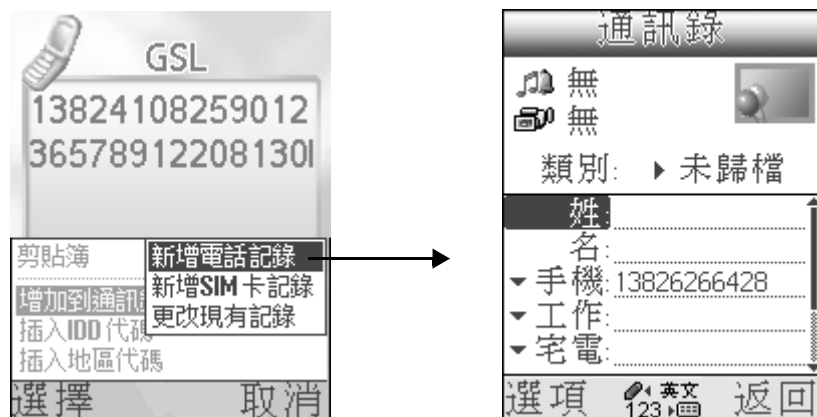 GSL
13824108259012
36578912208130
剪貼簿
新增電話記錄
新增SIM 卡記錄
更改現有記錄
增加到通訊
插入IDD 代碼
插入地區代碼
選擇 取消
通訊錄
無
無
類別: 未歸檔
姓:
名:
手機: 13826266428
工作:
宅電:
選項 123 英文 返回